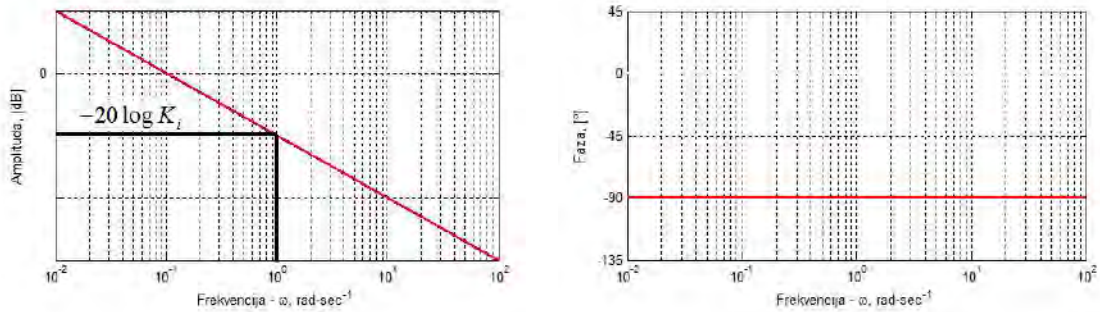 Amplituda, [dB]
0
−20 log K_i
10^-2 10^-1 10^0 10^1 10^2
Frekvencija - ω, rad-sec^-1
Faza, [º]
45
0
-45
-90
-135
10^-2 10^-1 10^0 10^1 10^2
Frekvencija - ω, rad-sec^-1